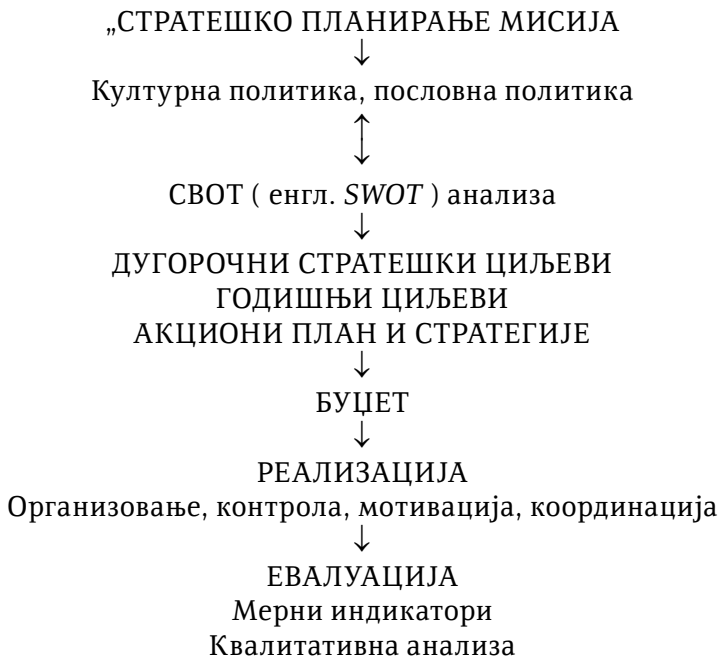 „СТРАТЕШКО ПЛАНИРАЊЕ МИСИЈА
↓
Културна политика, пословна политика
↕
СВОТ ( енгл. SWOT ) анализа
↓
ДУГОРОЧНИ СТРАТЕШКИ ЦИЉЕВИ
ГОДИШЊИ ЦИЉЕВИ
АКЦИОНИ ПЛАН И СТРАТЕГИЈЕ
↓
БУЏЕТ
↓
РЕАЛИЗАЦИЈА
Организовање, контрола, мотивација, координација
↓
ЕВАЛУАЦИЈА
Мерни индикатори
Квалитативна анализа